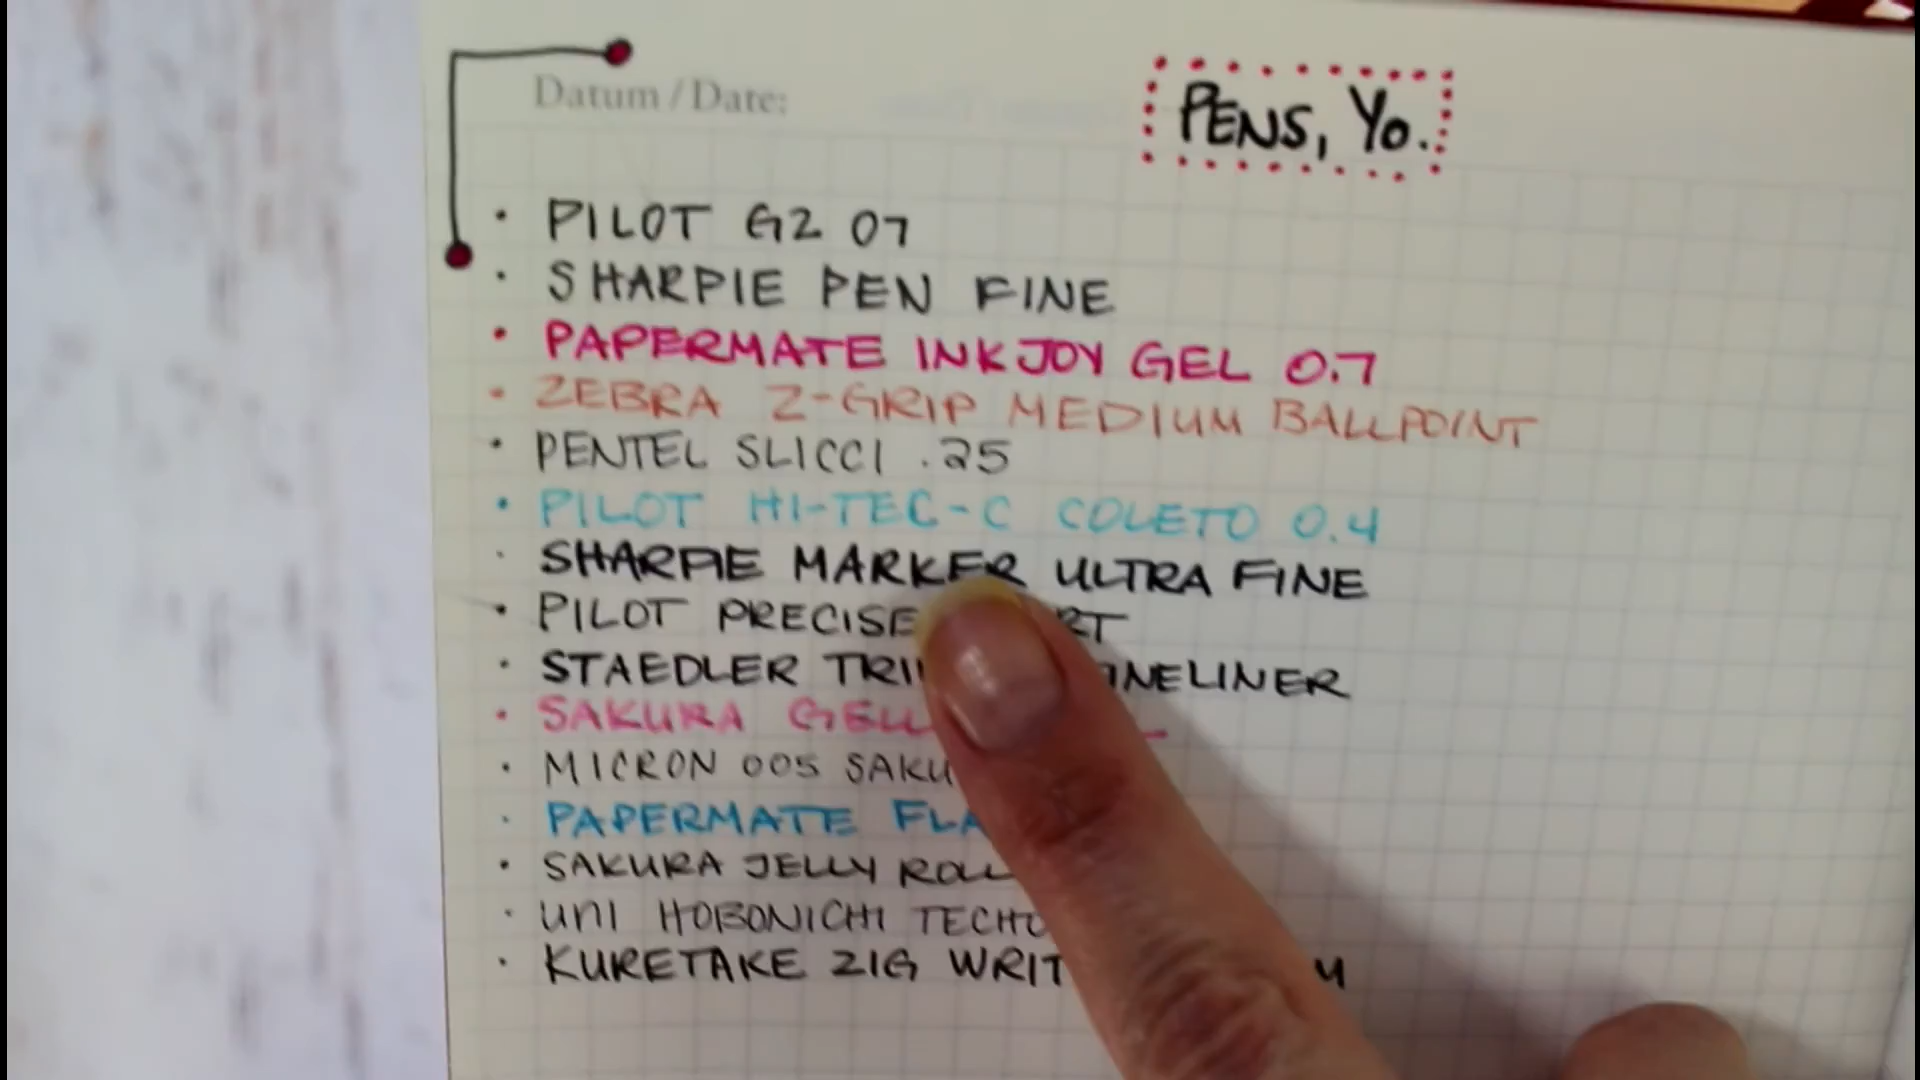 Datum / Date:
PENS, YO.
• PILOT G2 07
• SHARPIE PEN FINE
• PAPERMATE INKJOY GEL 0.7
• ZEBRA Z-GRIP MEDIUM BALLPOINT
• PENTEL SLICCI .25
• PILOT HI-TEC-C COLETO 0.4
• SHARPIE MARKER ULTRA FINE
• PILOT PRECISE
• STAEDLER
• SAKURA
• MICRON 005
• PAPERMATE
• SAKURA JELLY ROLL
• UNI HOBONICHI TECHO
• KURETAKE ZIG